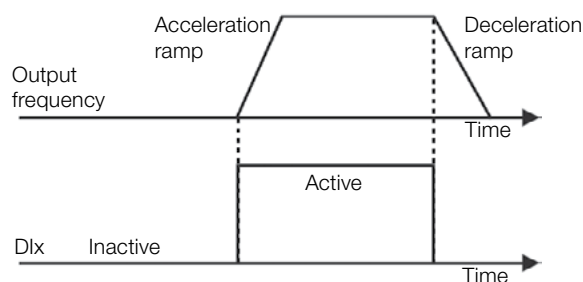 Acceleration
ramp
Deceleration
ramp
Output
frequency
Time
Active
DIx
Inactive
Time